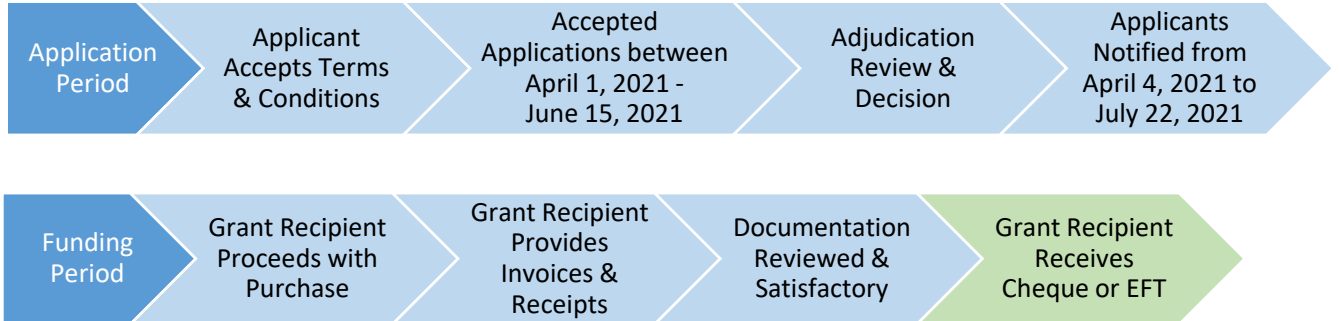 Application
Period
Applicant
Accepts Terms
& Conditions
Accepted
Applications between
April 1, 2021 -
June 15, 2021
Adjudication
Review &
Decision
Applicants
Notified from
April 4, 2021 to
July 22, 2021
Funding
Period
Grant Recipient
Proceeds with
Purchase
Grant Recipient
Provides
Invoices &
Receipts
Documentation
Reviewed &
Satisfactory
Grant Recipient
Receives
Cheque or EFT